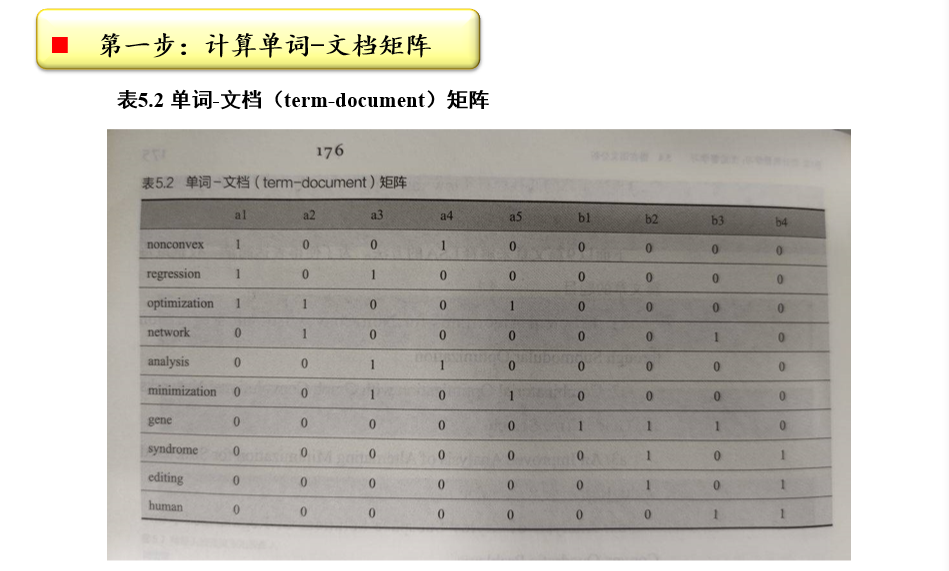 第一步：计算单词-文档矩阵
表5.2 单词-文档（term-document）矩阵
176
表5.2 单词-文档（term-document）矩阵
a1 a2 a3 a4 a5 b1 b2 b3 b4
nonconvex 1 0 0 1 0 0 0 0 0
regression 1 0 1 0 0 0 0 0 0
optimization 1 1 0 0 1 0 0 0 0
network 0 1 0 0 0 0 0 1 0
analysis 0 0 1 1 0 0 0 0 0
minimization 0 0 1 0 1 0 0 0 0
gene 0 0 0 0 0 1 1 1 0
syndrome 0 0 0 0 0 0 1 0 1
editing 0 0 0 0 0 0 1 0 1
human 0 0 0 0 0 0 0 1 1